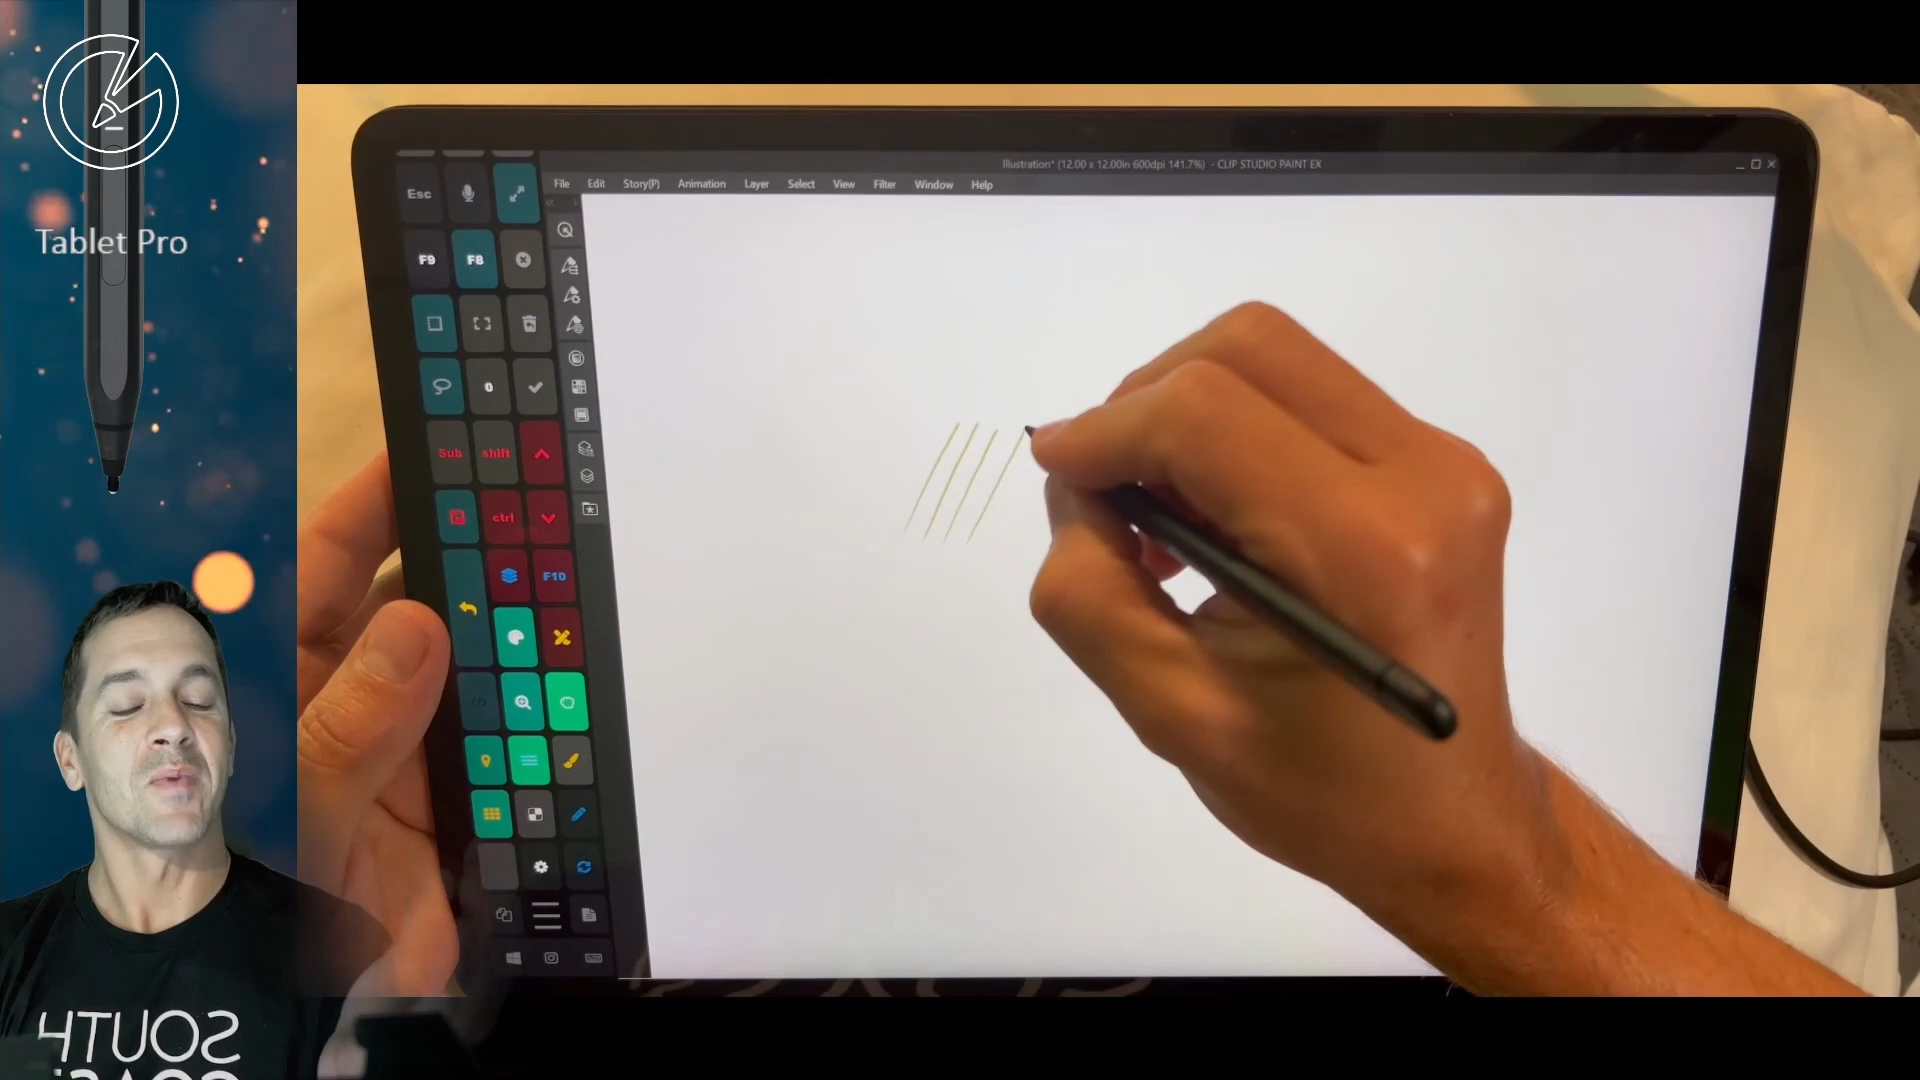 Tablet Pro
Illustration* (12.00 x 12.00in 600dpi 141.7%) - CLIP STUDIO PAINT EX
File Edit Story(P) Animation Layer Select View Filter Window Help
Esc
F9 F8
0
Sub shift
ctrl
F10
SOUTH